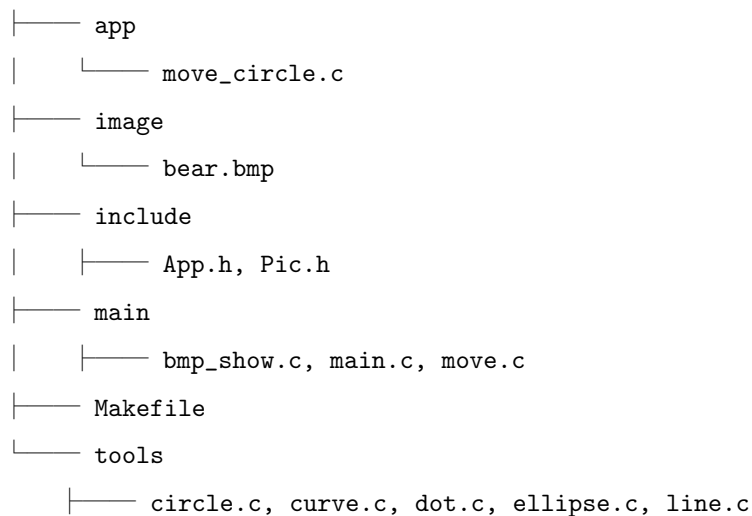 ├── app
│ └── move_circle.c
├── image
│ └── bear.bmp
├── include
│ ├── App.h, Pic.h
├── main
│ ├── bmp_show.c, main.c, move.c
├── Makefile
└── tools
├── circle.c, curve.c, dot.c, ellipse.c, line.c